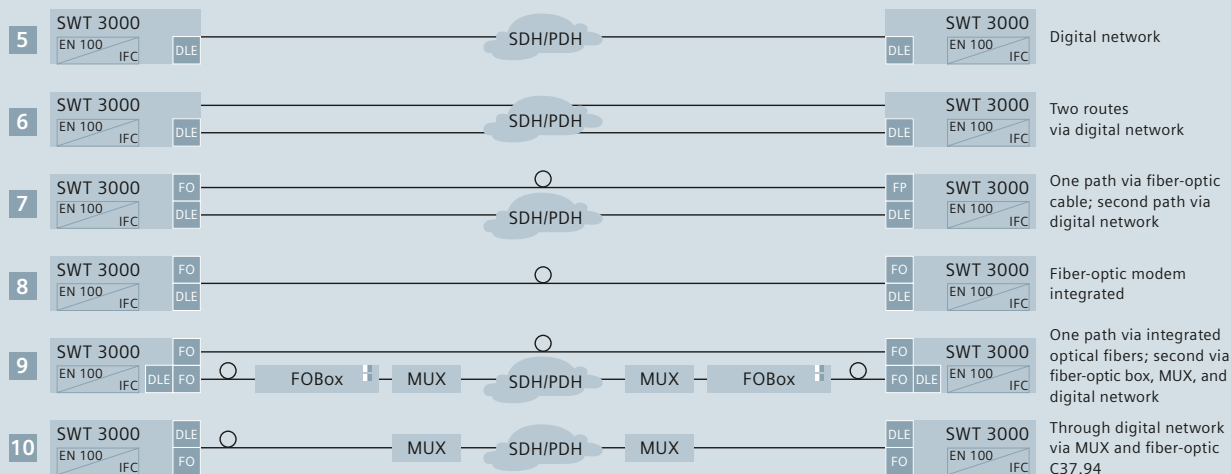 5
SWT 3000
EN 100
IFC
DLE
SDH/PDH
DLE
SWT 3000
EN 100
IFC
Digital network
6
SWT 3000
EN 100
IFC
DLE
SDH/PDH
DLE
SWT 3000
EN 100
IFC
Two routes
via digital network
7
SWT 3000
EN 100
IFC
FO
DLE
SDH/PDH
FP
DLE
SWT 3000
EN 100
IFC
One path via fiber-optic
cable; second path via
digital network
8
SWT 3000
EN 100
IFC
FO
DLE
FO
DLE
SWT 3000
EN 100
IFC
Fiber-optic modem
integrated
9
SWT 3000
EN 100
IFC
FO
DLE FO
FOBox
MUX
SDH/PDH
MUX
FOBox
FO
FO DLE
SWT 3000
EN 100
IFC
One path via integrated
optical fibers; second via
fiber-optic box, MUX, and
digital network
10
SWT 3000
EN 100
IFC
DLE
FO
MUX
SDH/PDH
MUX
DLE
FO
SWT 3000
EN 100
IFC
Through digital network
via MUX and fiber-optic
C37.94